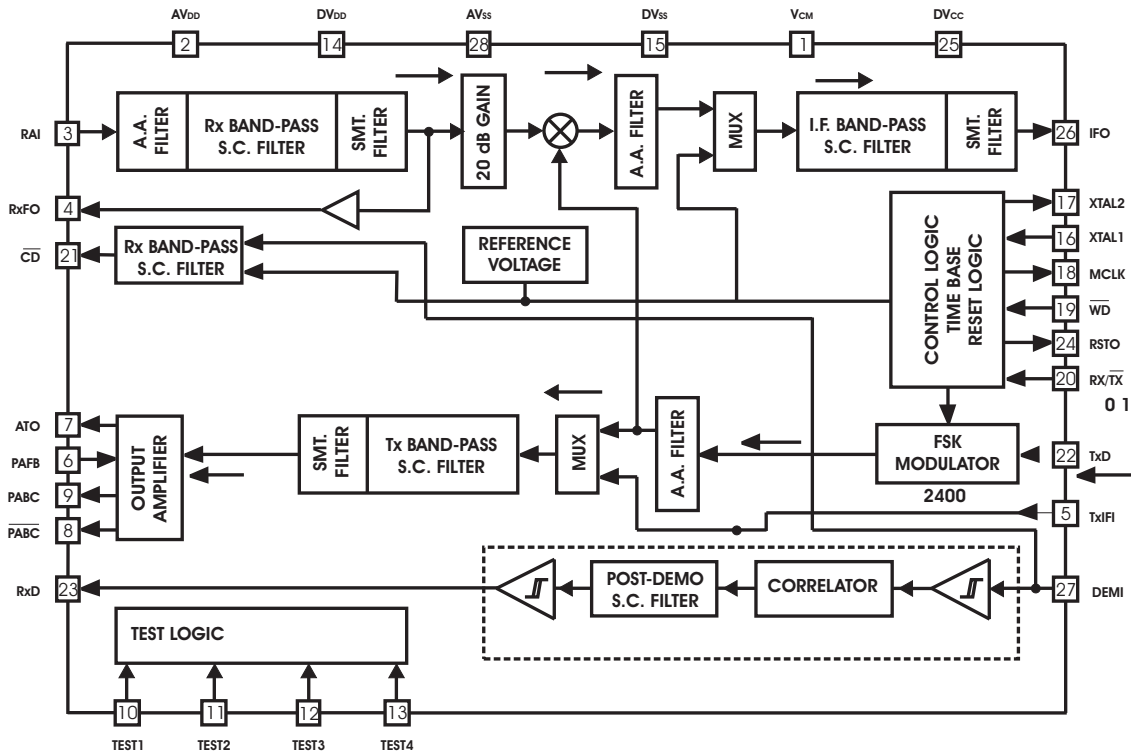 AVDD
DVDD
AVSS
DVSS
VCM
DVCC
2
14
28
15
1
25
RAI
3
A.A.
FILTER
Rx BAND-PASS
S.C. FILTER
SMT.
FILTER
20 dB GAIN
A.A. FILTER
MUX
I.F. BAND-PASS
S.C. FILTER
SMT.
FILTER
26
IFO
RxFO
4
CD
21
Rx BAND-PASS
S.C. FILTER
REFERENCE
VOLTAGE
CONTROL LOGIC
TIME BASE
RESET LOGIC
17
XTAL2
16
XTAL1
18
MCLK
19
WD
24
RSTO
20
RX/TX
0 1
ATO
7
PAFB
6
PABC
9
PABC
8
OUTPUT
AMPLIFIER
SMT.
FILTER
Tx BAND-PASS
S.C. FILTER
MUX
A.A. FILTER
FSK
MODULATOR
2400
22
TxD
5
TxIFI
RxD
23
POST-DEMO
S.C. FILTER
CORRELATOR
27
DEMI
TEST LOGIC
10
11
12
13
TEST1
TEST2
TEST3
TEST4